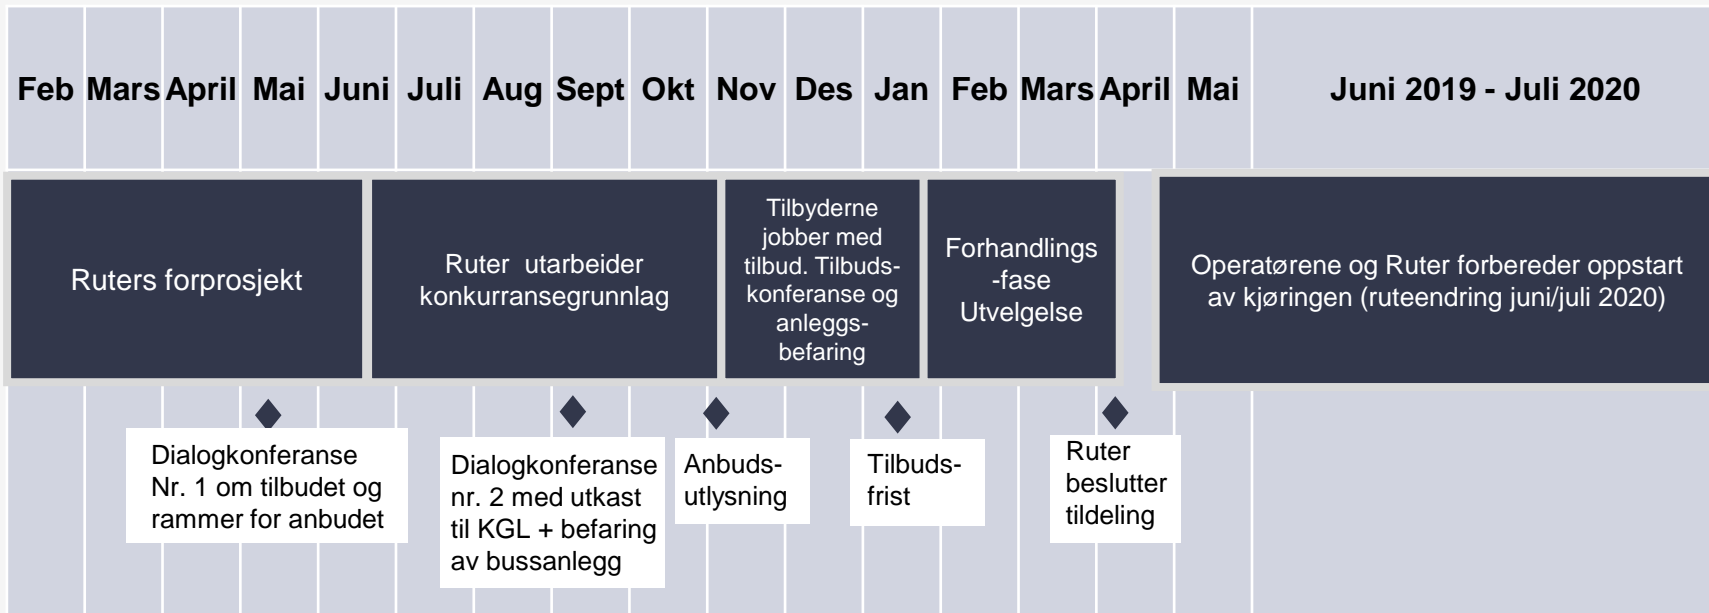 Feb Mars April Mai Juni Juli Aug Sept Okt Nov Des Jan Feb Mars April Mai Juni 2019 - Juli 2020
Ruters forprosjekt
Ruter utarbeider
konkurransegrunnlag
Tilbyderne
jobber med
tilbud. Tilbuds-
konferanse og
anleggs-
befaring
Forhandlings
-fase
Utvelgelse
Operatørene og Ruter forbereder oppstart
av kjøringen (ruteendring juni/juli 2020)
Dialogkonferanse
Nr. 1 om tilbudet og
rammer for anbudet
Dialogkonferanse
nr. 2 med utkast
til KGL + befaring
av bussanlegg
Anbuds-
utlysning
Tilbuds-
frist
Ruter
beslutter
tildeling